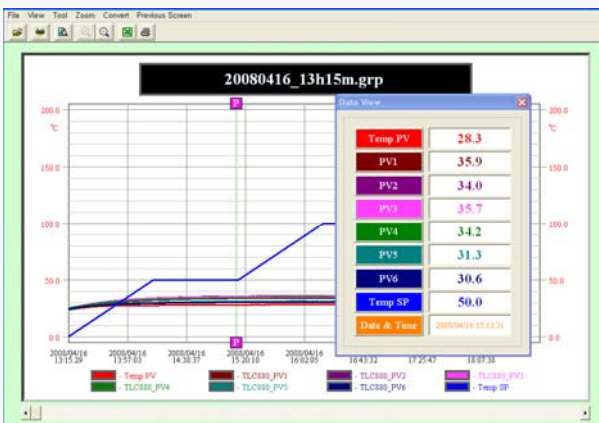 File View Tool Zoom Convert Previous Screen
20080416_13h15m.grp
P
Data View
200.0
℃
150.0
100.0
50.0
0.0
200.0
℃
150.0
100.0
50.0
0.0
Temp PV 28.3
PV1 35.9
PV2 34.0
PV3 35.7
PV4 34.2
PV5 31.3
PV6 30.6
Temp SP 50.0
Date & Time 2008/04/16 15:13:31
P
2008/04/16 2008/04/16 2008/04/16 2008/04/16 2008/04/16
13:15:29 13:57:03 14:38:37 15:20:10 16:02:05 16:43:32 17:25:47 18:07:38
- Temp PV - TLC880_PV1 - TLC880_PV2 - TLC880_PV3
- TLC880_PV4 - TLC880_PV5 - TLC880_PV6 - Temp SP